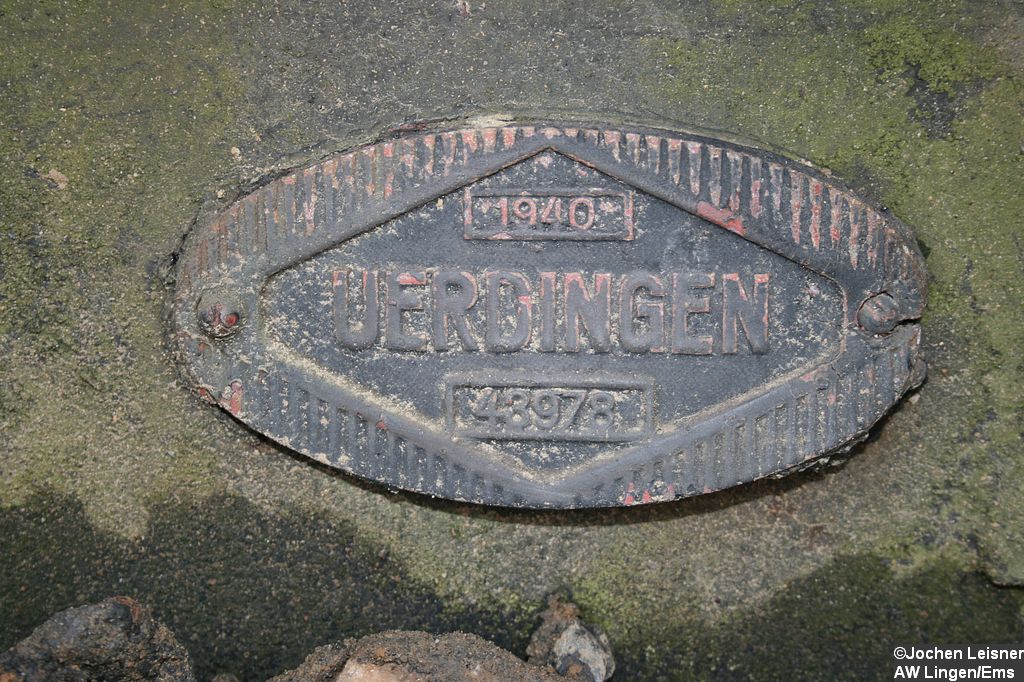 1940
UERDINGEN
43978
©Jochen Leisner
AW Lingen/Ems